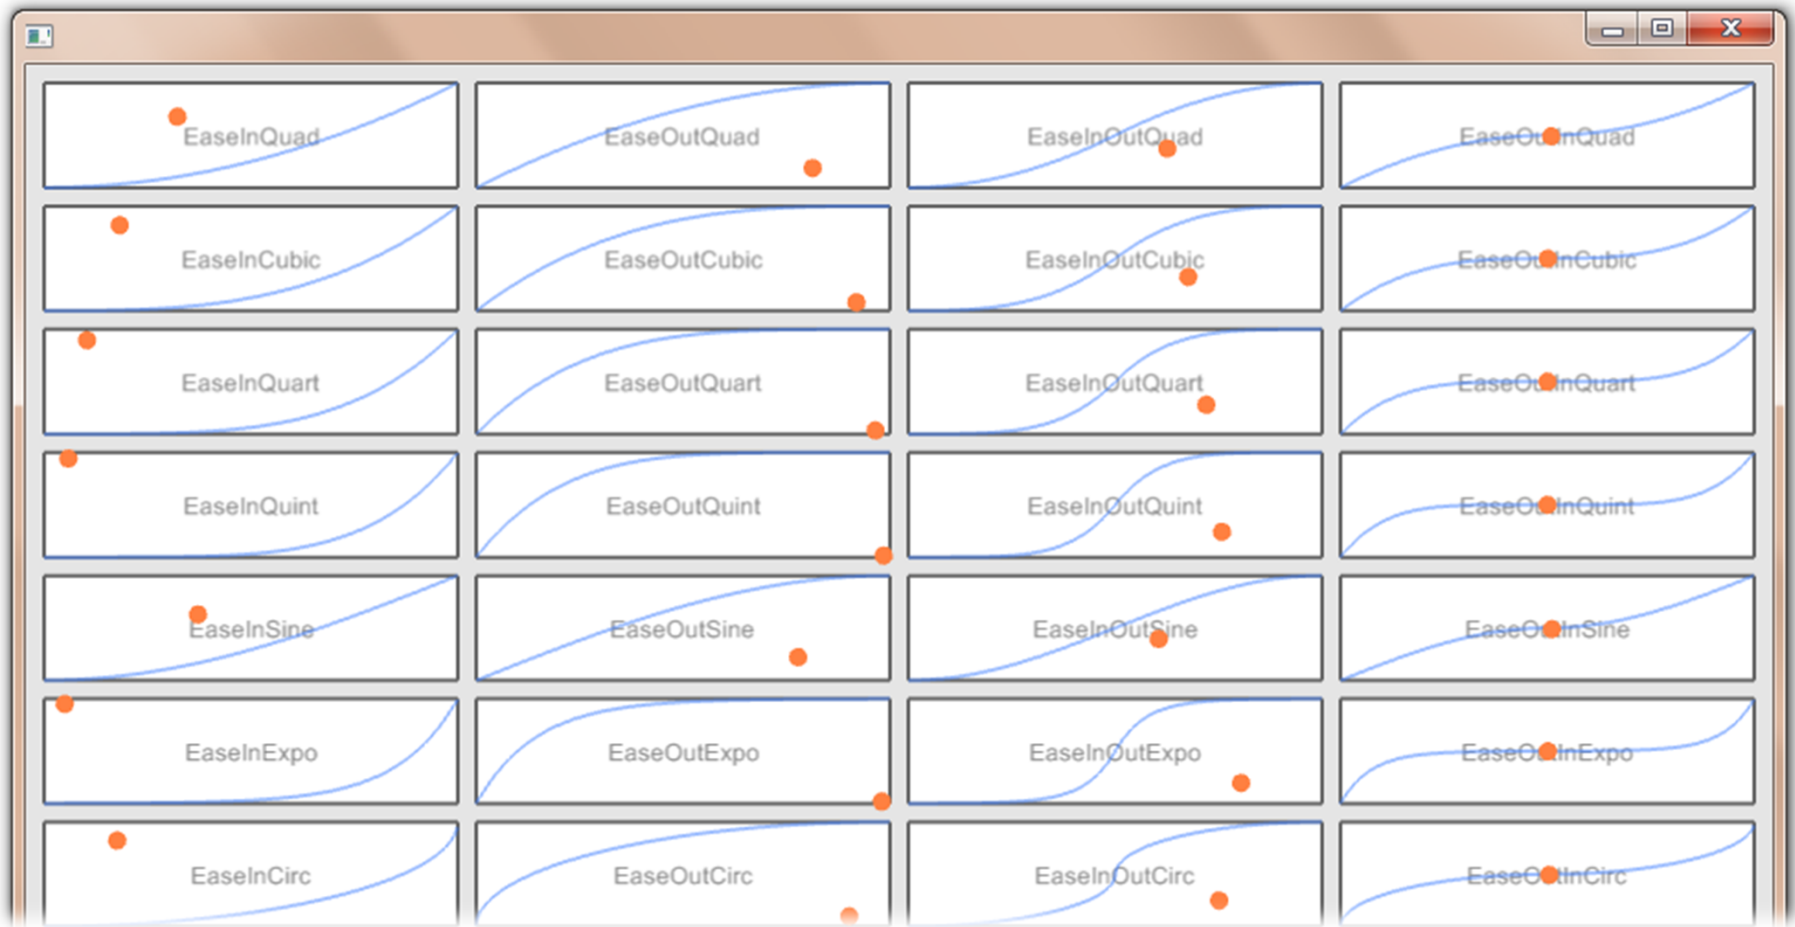 EaseInQuad EaseOutQuad EaseInOutQuad EaseOutInQuad
EaseInCubic EaseOutCubic EaseInOutCubic EaseOutInCubic
EaseInQuart EaseOutQuart EaseInOutQuart EaseOutInQuart
EaseInQuint EaseOutQuint EaseInOutQuint EaseOutInQuint
EaseInSine EaseOutSine EaseInOutSine EaseOutInSine
EaseInExpo EaseOutExpo EaseInOutExpo EaseOutInExpo
EaseInCirc EaseOutCirc EaseInOutCirc EaseOutInCirc